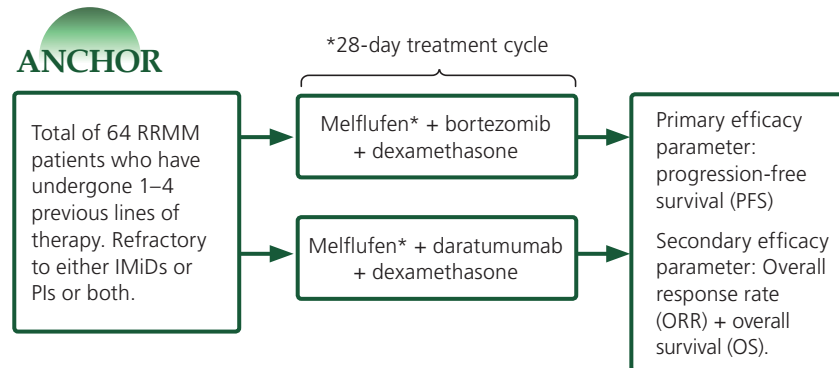 ANCHOR
*28-day treatment cycle
Total of 64 RRMM
patients who have
undergone 1–4
previous lines of
therapy. Refractory
to either IMiDs or
PIs or both.
Melflufen* + bortezomib
+ dexamethasone
Melflufen* + daratumumab
+ dexamethasone
Primary efficacy
parameter:
progression-free
survival (PFS)
Secondary efficacy
parameter: Overall
response rate
(ORR) + overall
survival (OS).